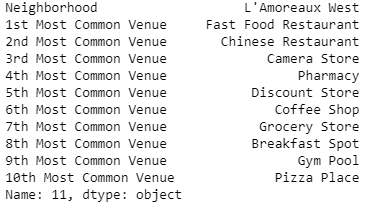 Neighborhood L'Amoreaux West
1st Most Common Venue Fast Food Restaurant
2nd Most Common Venue Chinese Restaurant
3rd Most Common Venue Camera Store
4th Most Common Venue Pharmacy
5th Most Common Venue Discount Store
6th Most Common Venue Coffee Shop
7th Most Common Venue Grocery Store
8th Most Common Venue Breakfast Spot
9th Most Common Venue Gym Pool
10th Most Common Venue Pizza Place
Name: 11, dtype: object